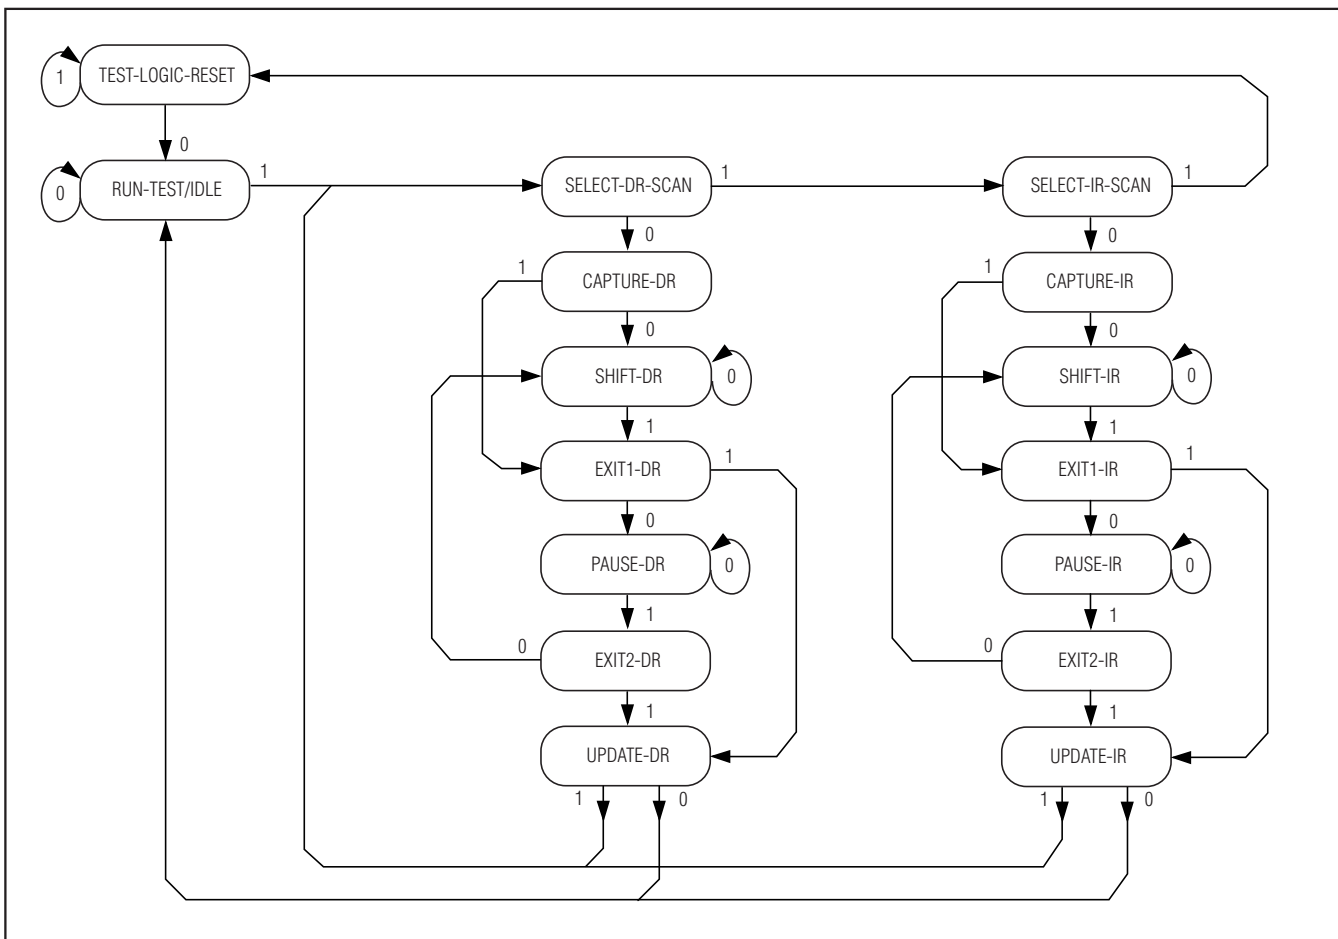 1
TEST-LOGIC-RESET
0
0
RUN-TEST/IDLE
1
SELECT-DR-SCAN
1
SELECT-IR-SCAN
1
0
0
1
CAPTURE-DR
1
CAPTURE-IR
0
0
SHIFT-DR
0
SHIFT-IR
0
1
1
EXIT1-DR
1
EXIT1-IR
1
0
0
PAUSE-DR
0
PAUSE-IR
0
1
1
0
EXIT2-DR
0
EXIT2-IR
1
1
UPDATE-DR
UPDATE-IR
1
0
1
0